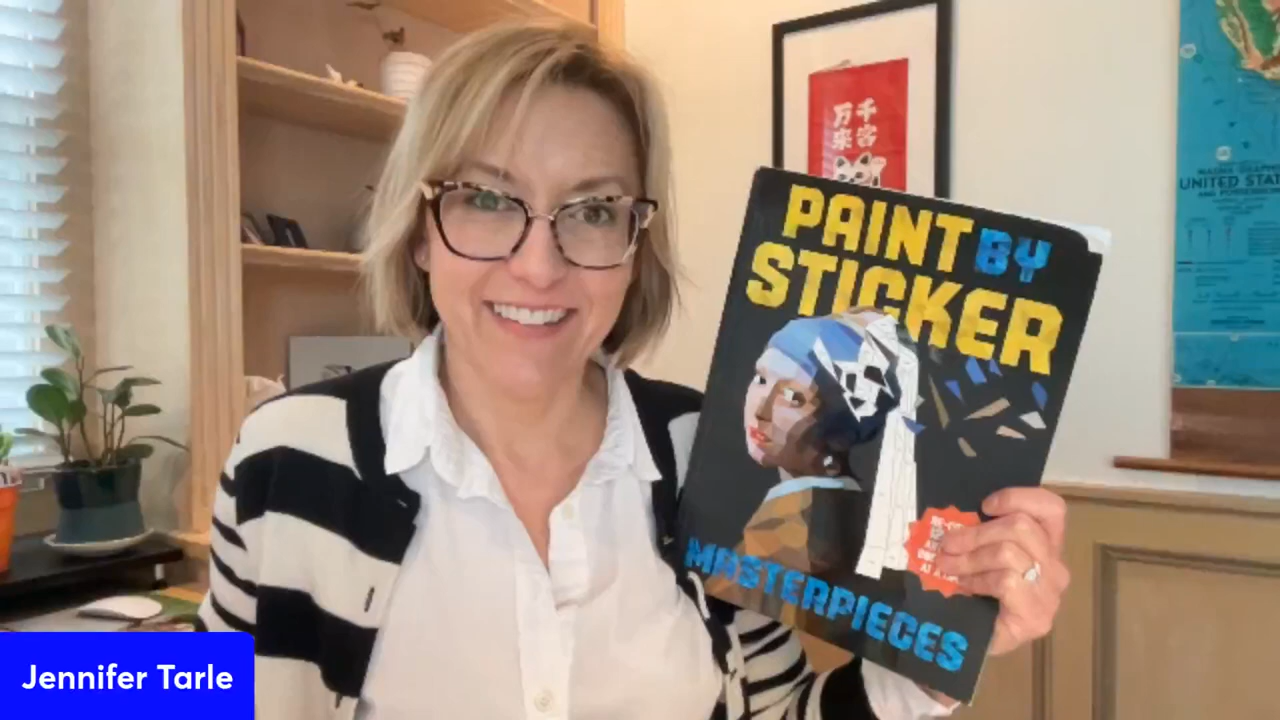 千客
万来
PAINT BY
STICKER
MASTERPIECES
UNITED STAT
Jennifer Tarle